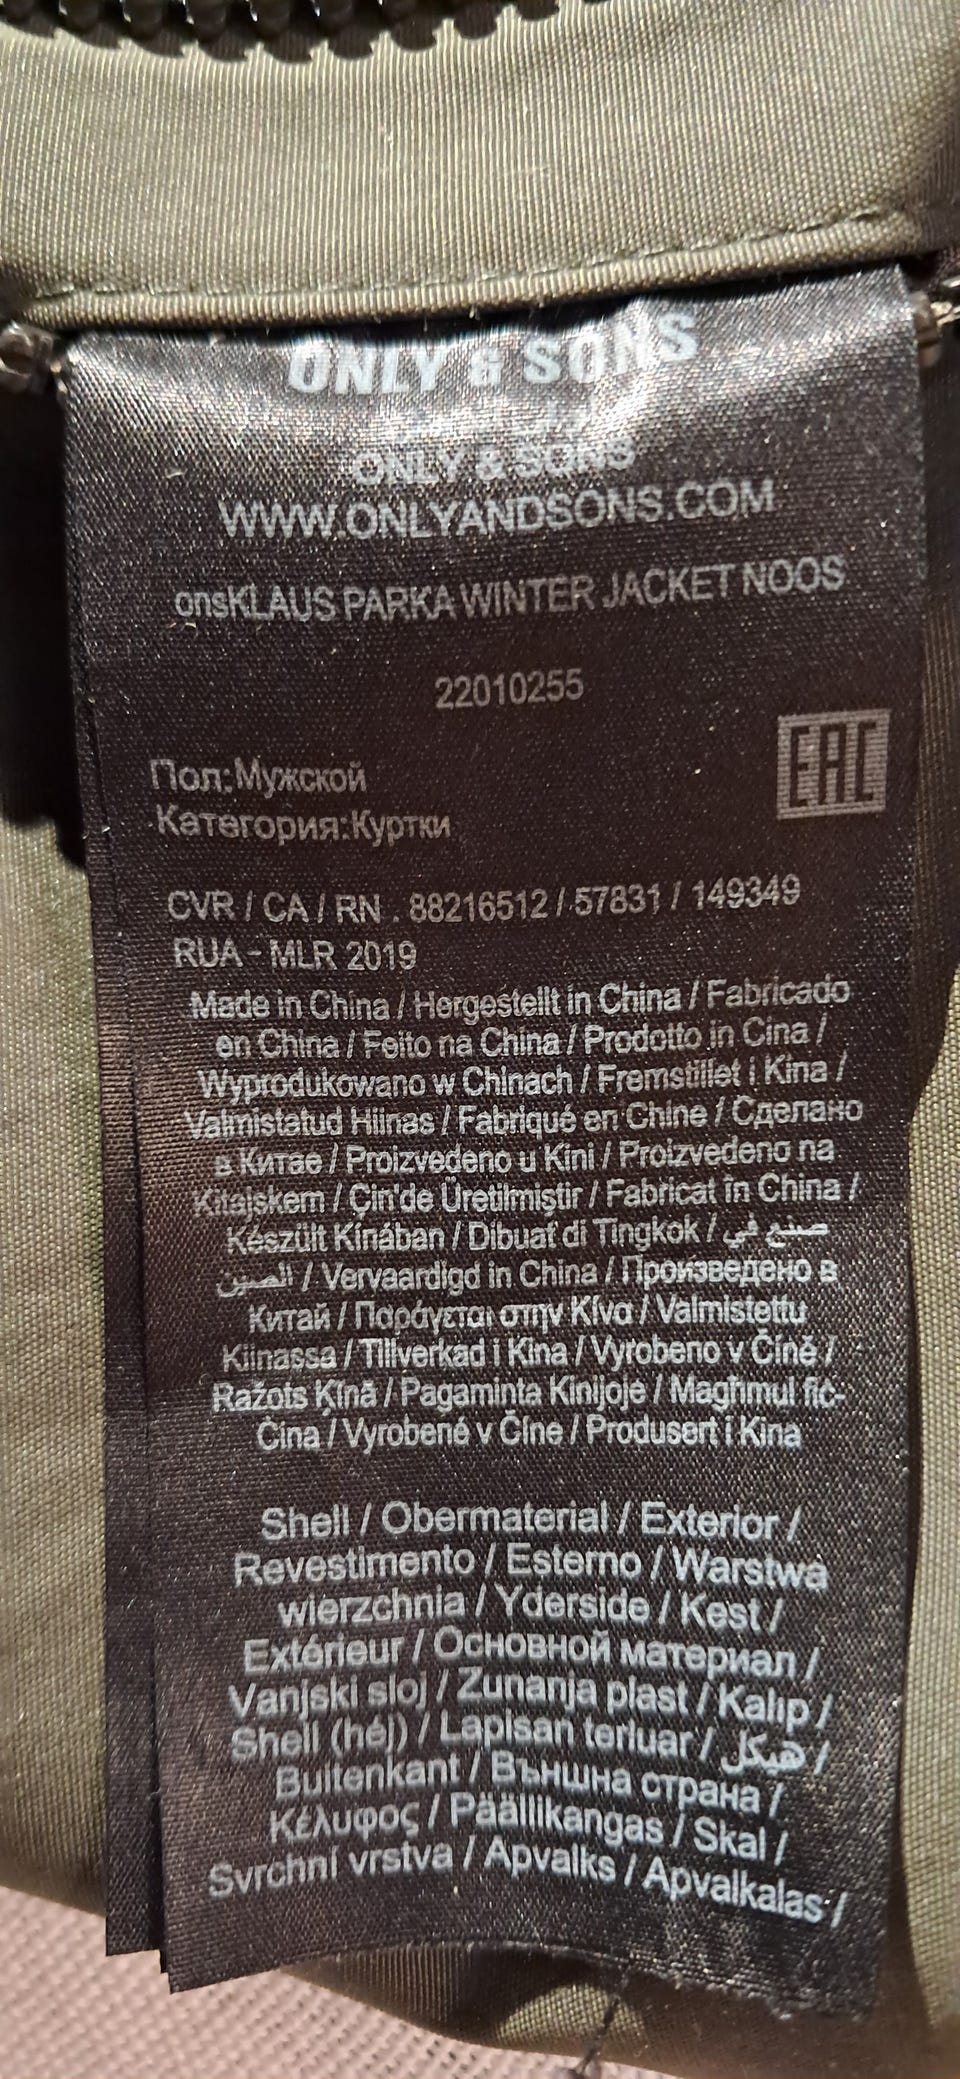 ONLY & SONS
ONLY & SONS
WWW.ONLYANDSONS.COM
onsKLAUS PARKA WINTER JACKET NOOS
22010255
EAC
Пол:Мужской
Категория:Куртки
CVR / CA / RN . 88216512 / 57831 / 149349
RUA - MLR 2019
Made in China / Hergestellt in China / Fabricado
en China / Feito na China / Prodotto in Cina /
Wyprodukowano w Chinach / Fremstillet i Kina /
Valmistatud Hiinas / Fabriqué en Chine / Сделано
в Китае / Proizvedeno u Kini / Proizvedeno na
Kitajskem / Çin'de Üretilmiştir / Fabricat în China /
Készült Kínában / Dibuat di Tingkok / صنع في
الصين / Vervaardigd in China / Произведено в
Китай / Παράγεται στην Κίνα / Valmistettu
Kiinassa / Tillverkad i Kina / Vyrobeno v Číně /
Ražots Ķīnā / Pagaminta Kinijoje / Magħmul fiċ-
Ċina / Vyrobené v Číne / Produsert i Kina
Shell / Obermaterial / Exterior /
Revestimento / Esterno / Warstwa
wierzchnia / Yderside / Kest /
Extérieur / Основной материал /
Vanjski sloj / Zunanja plast / Kalıp /
Shell (héj) / Lapisan terluar / هيكل /
Buitenkant / Външна страна /
Κέλυφος / Päällikangas / Skal /
Svrchní vrstva / Apvalks / Apvalkalas /